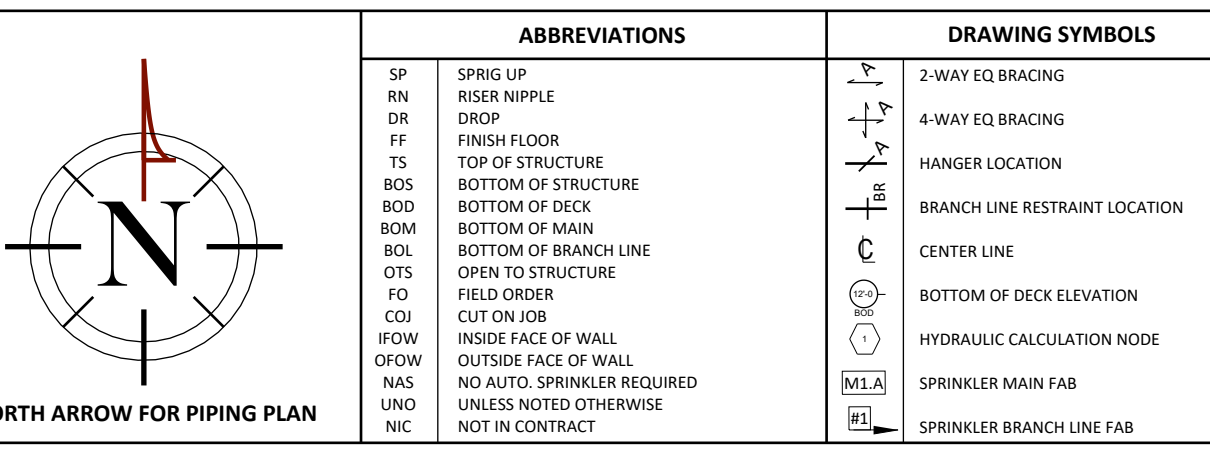 N
ORTH ARROW FOR PIPING PLAN
ABBREVIATIONS
SP SPRIG UP
RN RISER NIPPLE
DR DROP
FF FINISH FLOOR
TS TOP OF STRUCTURE
BOS BOTTOM OF STRUCTURE
BOD BOTTOM OF DECK
BOM BOTTOM OF MAIN
BOL BOTTOM OF BRANCH LINE
OTS OPEN TO STRUCTURE
FO FIELD ORDER
COJ CUT ON JOB
IFOW INSIDE FACE OF WALL
OFOW OUTSIDE FACE OF WALL
NAS NO AUTO. SPRINKLER REQUIRED
UNO UNLESS NOTED OTHERWISE
NIC NOT IN CONTRACT
DRAWING SYMBOLS
A 2-WAY EQ BRACING
A 4-WAY EQ BRACING
A HANGER LOCATION
BR BRANCH LINE RESTRAINT LOCATION
℄ CENTER LINE
12'-0 BOD BOTTOM OF DECK ELEVATION
1 HYDRAULIC CALCULATION NODE
M1.A SPRINKLER MAIN FAB
#1 SPRINKLER BRANCH LINE FAB